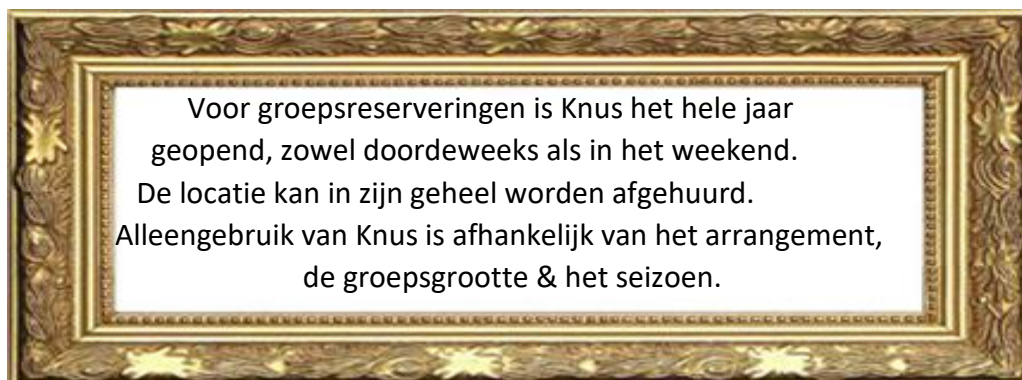 Voor groepsreserveringen is Knus het hele jaar
geopend, zowel doordeweeks als in het weekend.
De locatie kan in zijn geheel worden afgehuurd.
Alleengebruik van Knus is afhankelijk van het arrangement,
de groepsgrootte & het seizoen.